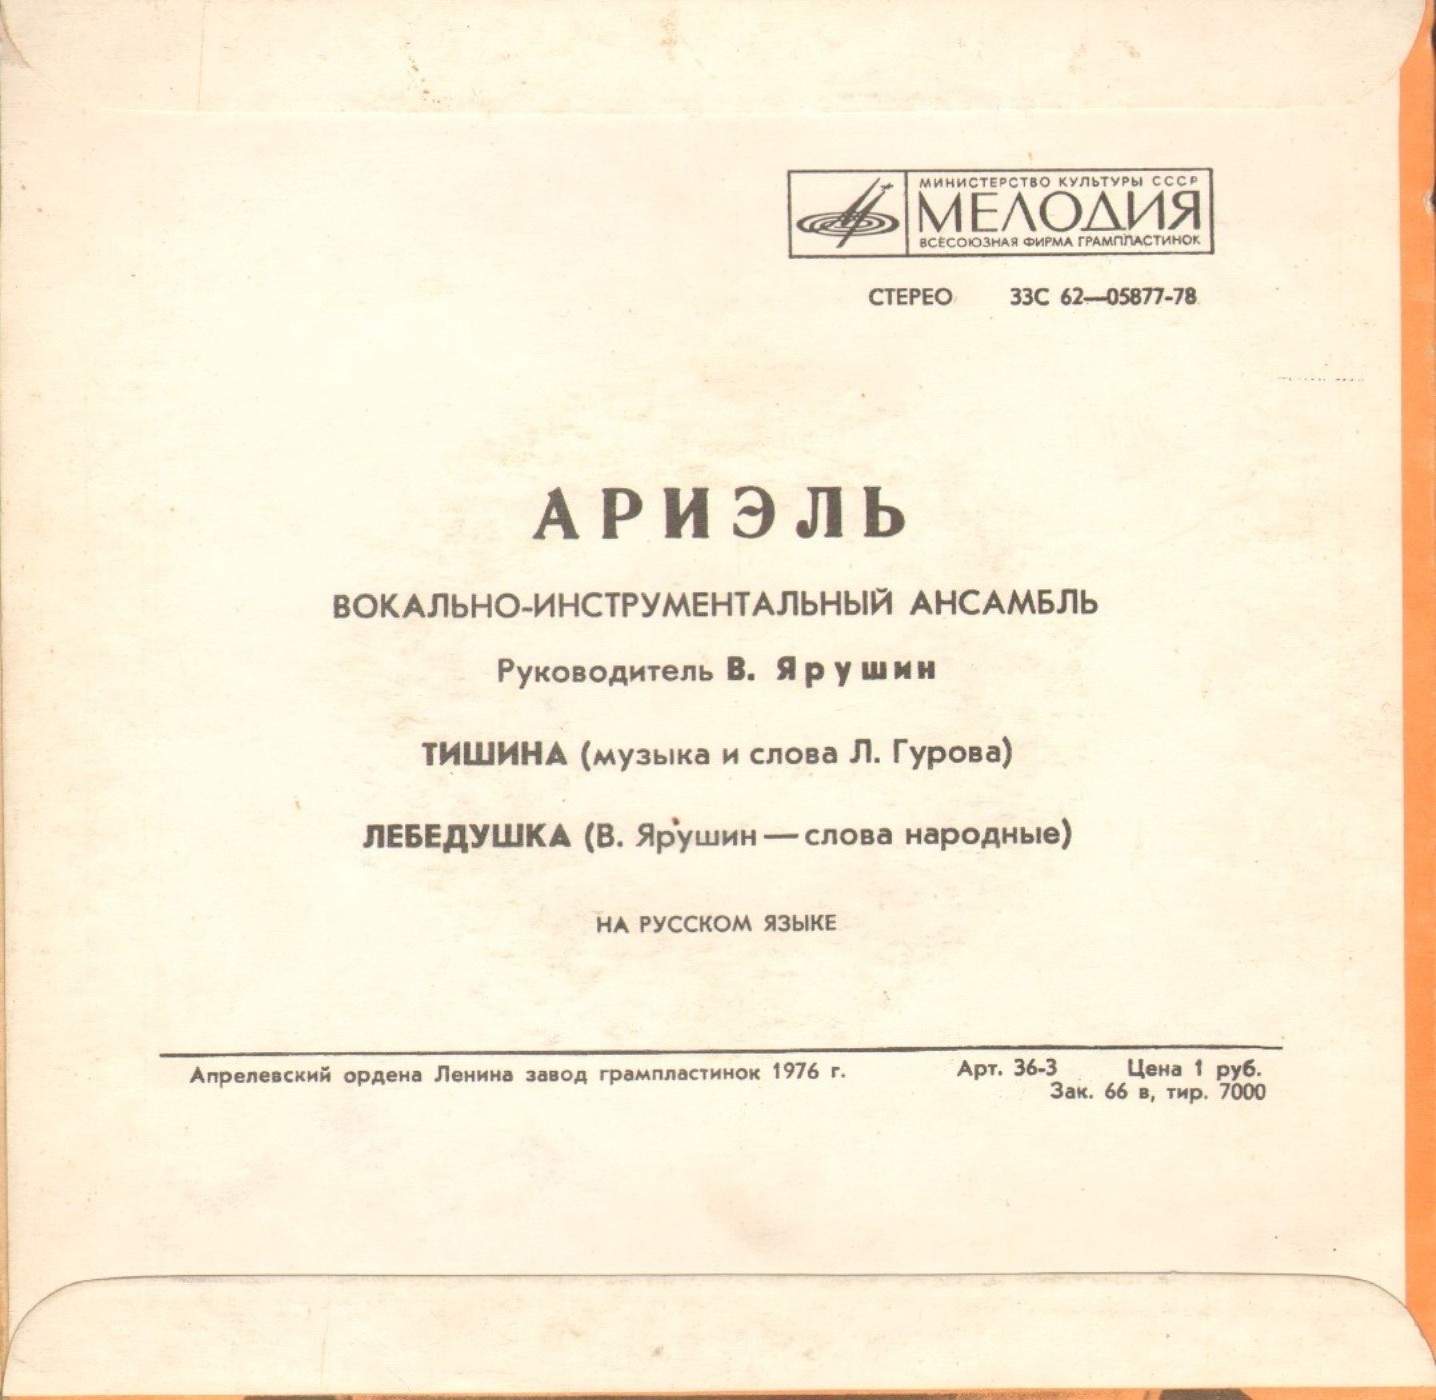 МИНИСТЕРСТВО КУЛЬТУРЫ СССР
МЕЛОДИЯ
ВСЕСОЮЗНАЯ ФИРМА ГРАМПЛАСТИНОК
СТЕРЕО 33С 62—05877-78
АРИЭЛЬ
ВОКАЛЬНО-ИНСТРУМЕНТАЛЬНЫЙ АНСАМБЛЬ
Руководитель В. Ярушин
ТИШИНА (музыка и слова Л. Гурова)
ЛЕБЕДУШКА (В. Ярушин — слова народные)
НА РУССКОМ ЯЗЫКЕ
Апрелевский ордена Ленина завод грампластинок 1976 г. Арт. 36-3 Цена 1 руб.
Зак. 66 в, тир. 7000